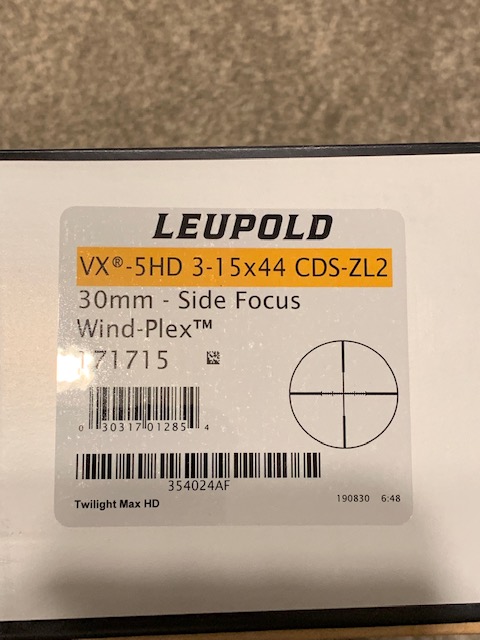 LEUPOLD
VX®-5HD 3-15x44 CDS-ZL2
30mm - Side Focus
Wind-Plex™
171715
0 30317 01285 4
354024AF
Twilight Max HD
190830 6:48